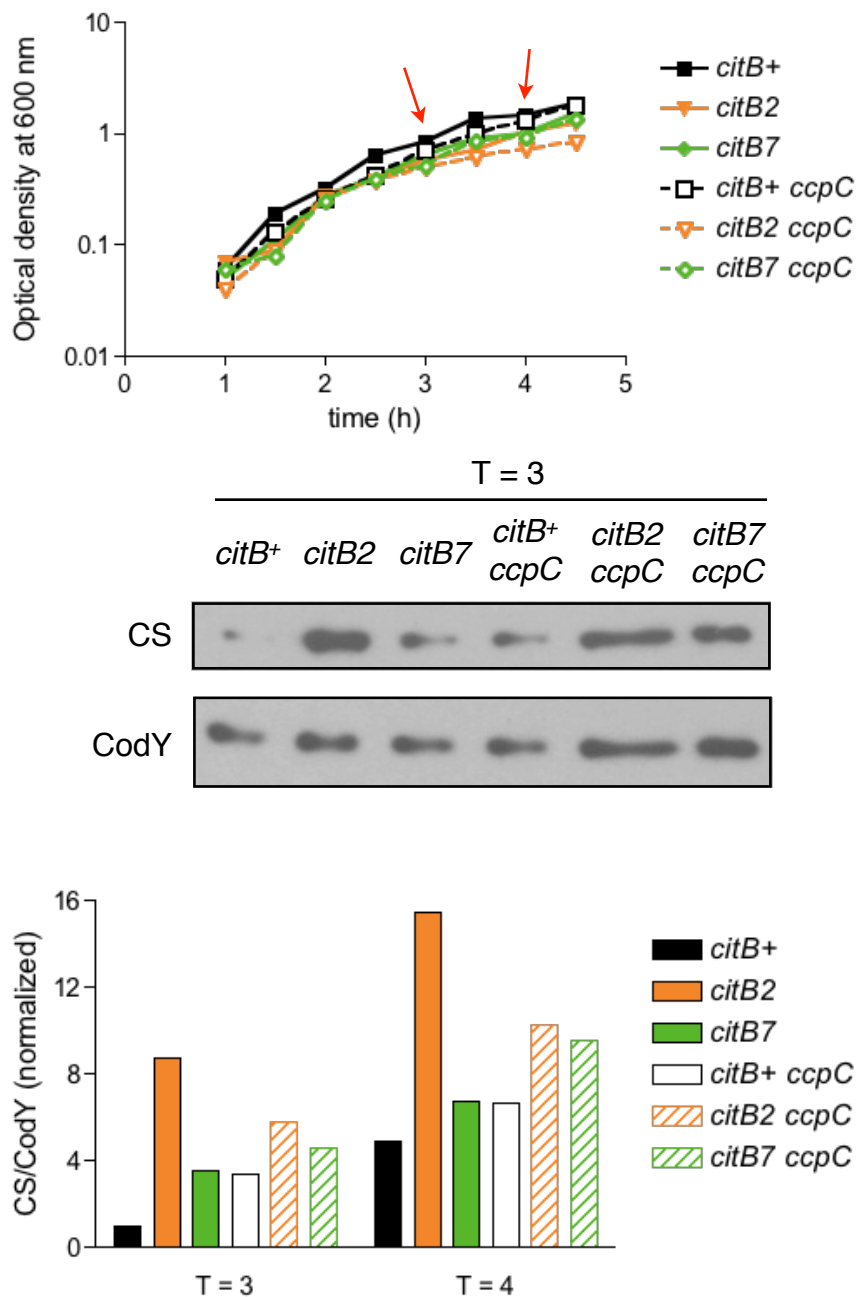 Optical density at 600 nm
10
1
0.1
0.01
0
1
2
3
4
5
time (h)
citB+
citB2
citB7
citB+ ccpC
citB2 ccpC
citB7 ccpC
T = 3
citB+
citB2
citB7
citB+
ccpC
citB2
ccpC
citB7
ccpC
CS
CodY
CS/CodY (normalized)
16
12
8
4
0
T = 3
T = 4
citB+
citB2
citB7
citB+ ccpC
citB2 ccpC
citB7 ccpC